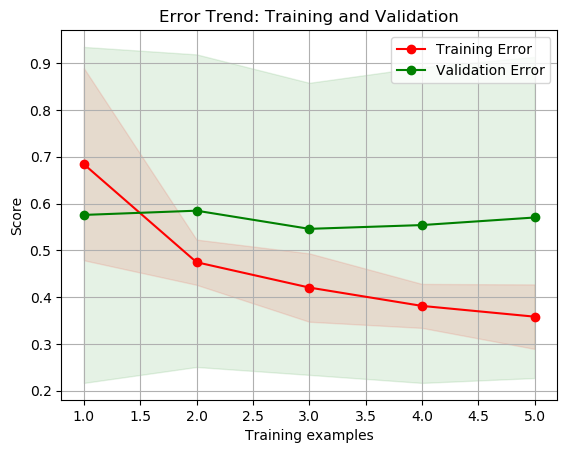 Error Trend: Training and Validation
Training Error
Validation Error
0.9
0.8
0.7
0.6
0.5
0.4
0.3
0.2
Score
1.0 1.5 2.0 2.5 3.0 3.5 4.0 4.5 5.0
Training examples